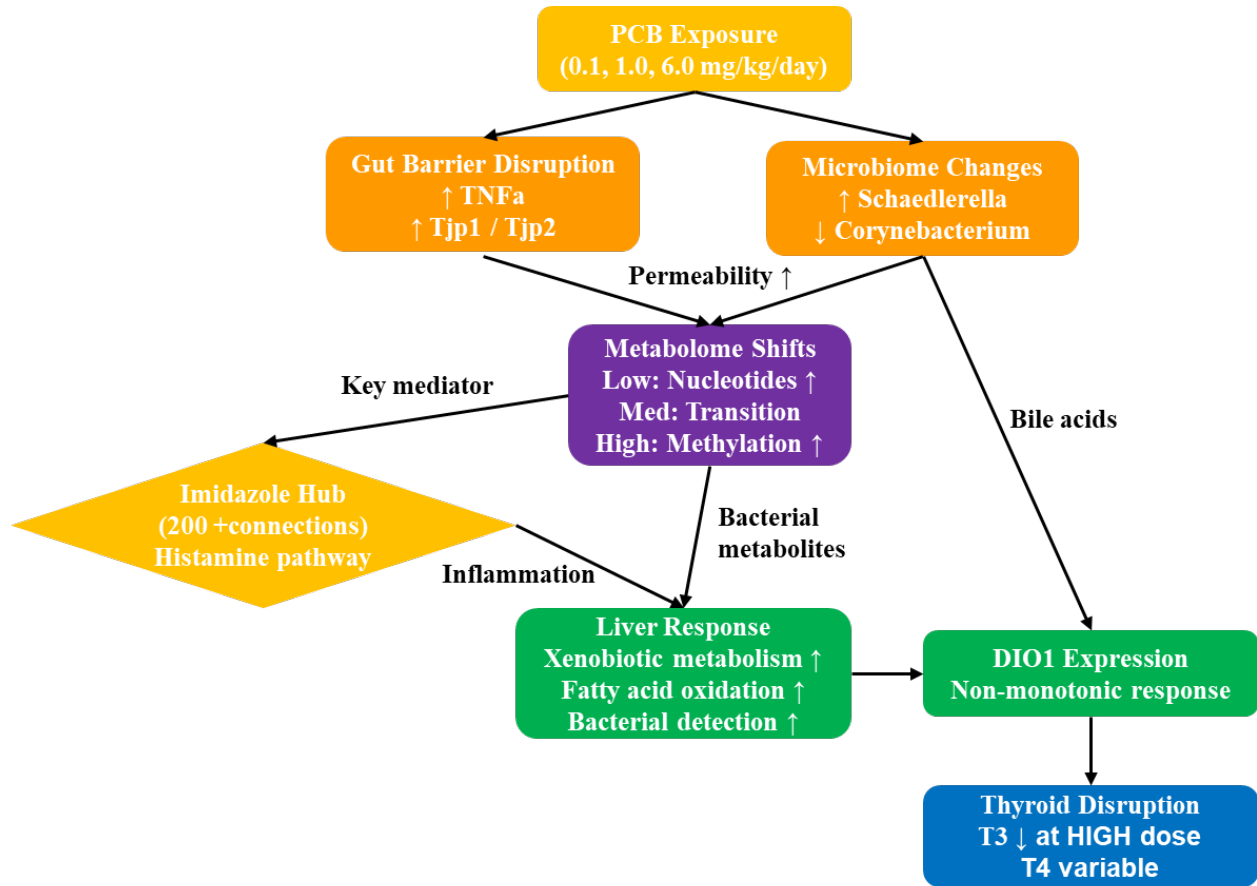 PCB Exposure
(0.1, 1.0, 6.0 mg/kg/day)
Gut Barrier Disruption
↑ TNFa
↑ Tjp1 / Tjp2
Microbiome Changes
↑ Schaedlerella
↓ Corynebacterium
Permeability ↑
Metabolome Shifts
Low: Nucleotides ↑
Med: Transition
High: Methylation ↑
Key mediator
Bile acids
Imidazole Hub
(200 +connections)
Histamine pathway
Bacterial
metabolites
Inflammation
Liver Response
Xenobiotic metabolism ↑
Fatty acid oxidation ↑
Bacterial detection ↑
DIO1 Expression
Non-monotonic response
Thyroid Disruption
T3 ↓ at HIGH dose
T4 variable